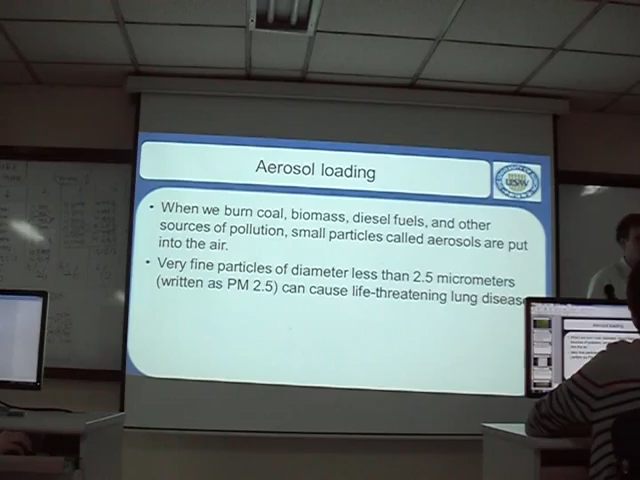 Aerosol loading
• When we burn coal, biomass, diesel fuels, and other
sources of pollution, small particles called aerosols are put
into the air.
• Very fine particles of diameter less than 2.5 micrometers
(written as PM 2.5) can cause life-threatening lung disease
Aerosol loading